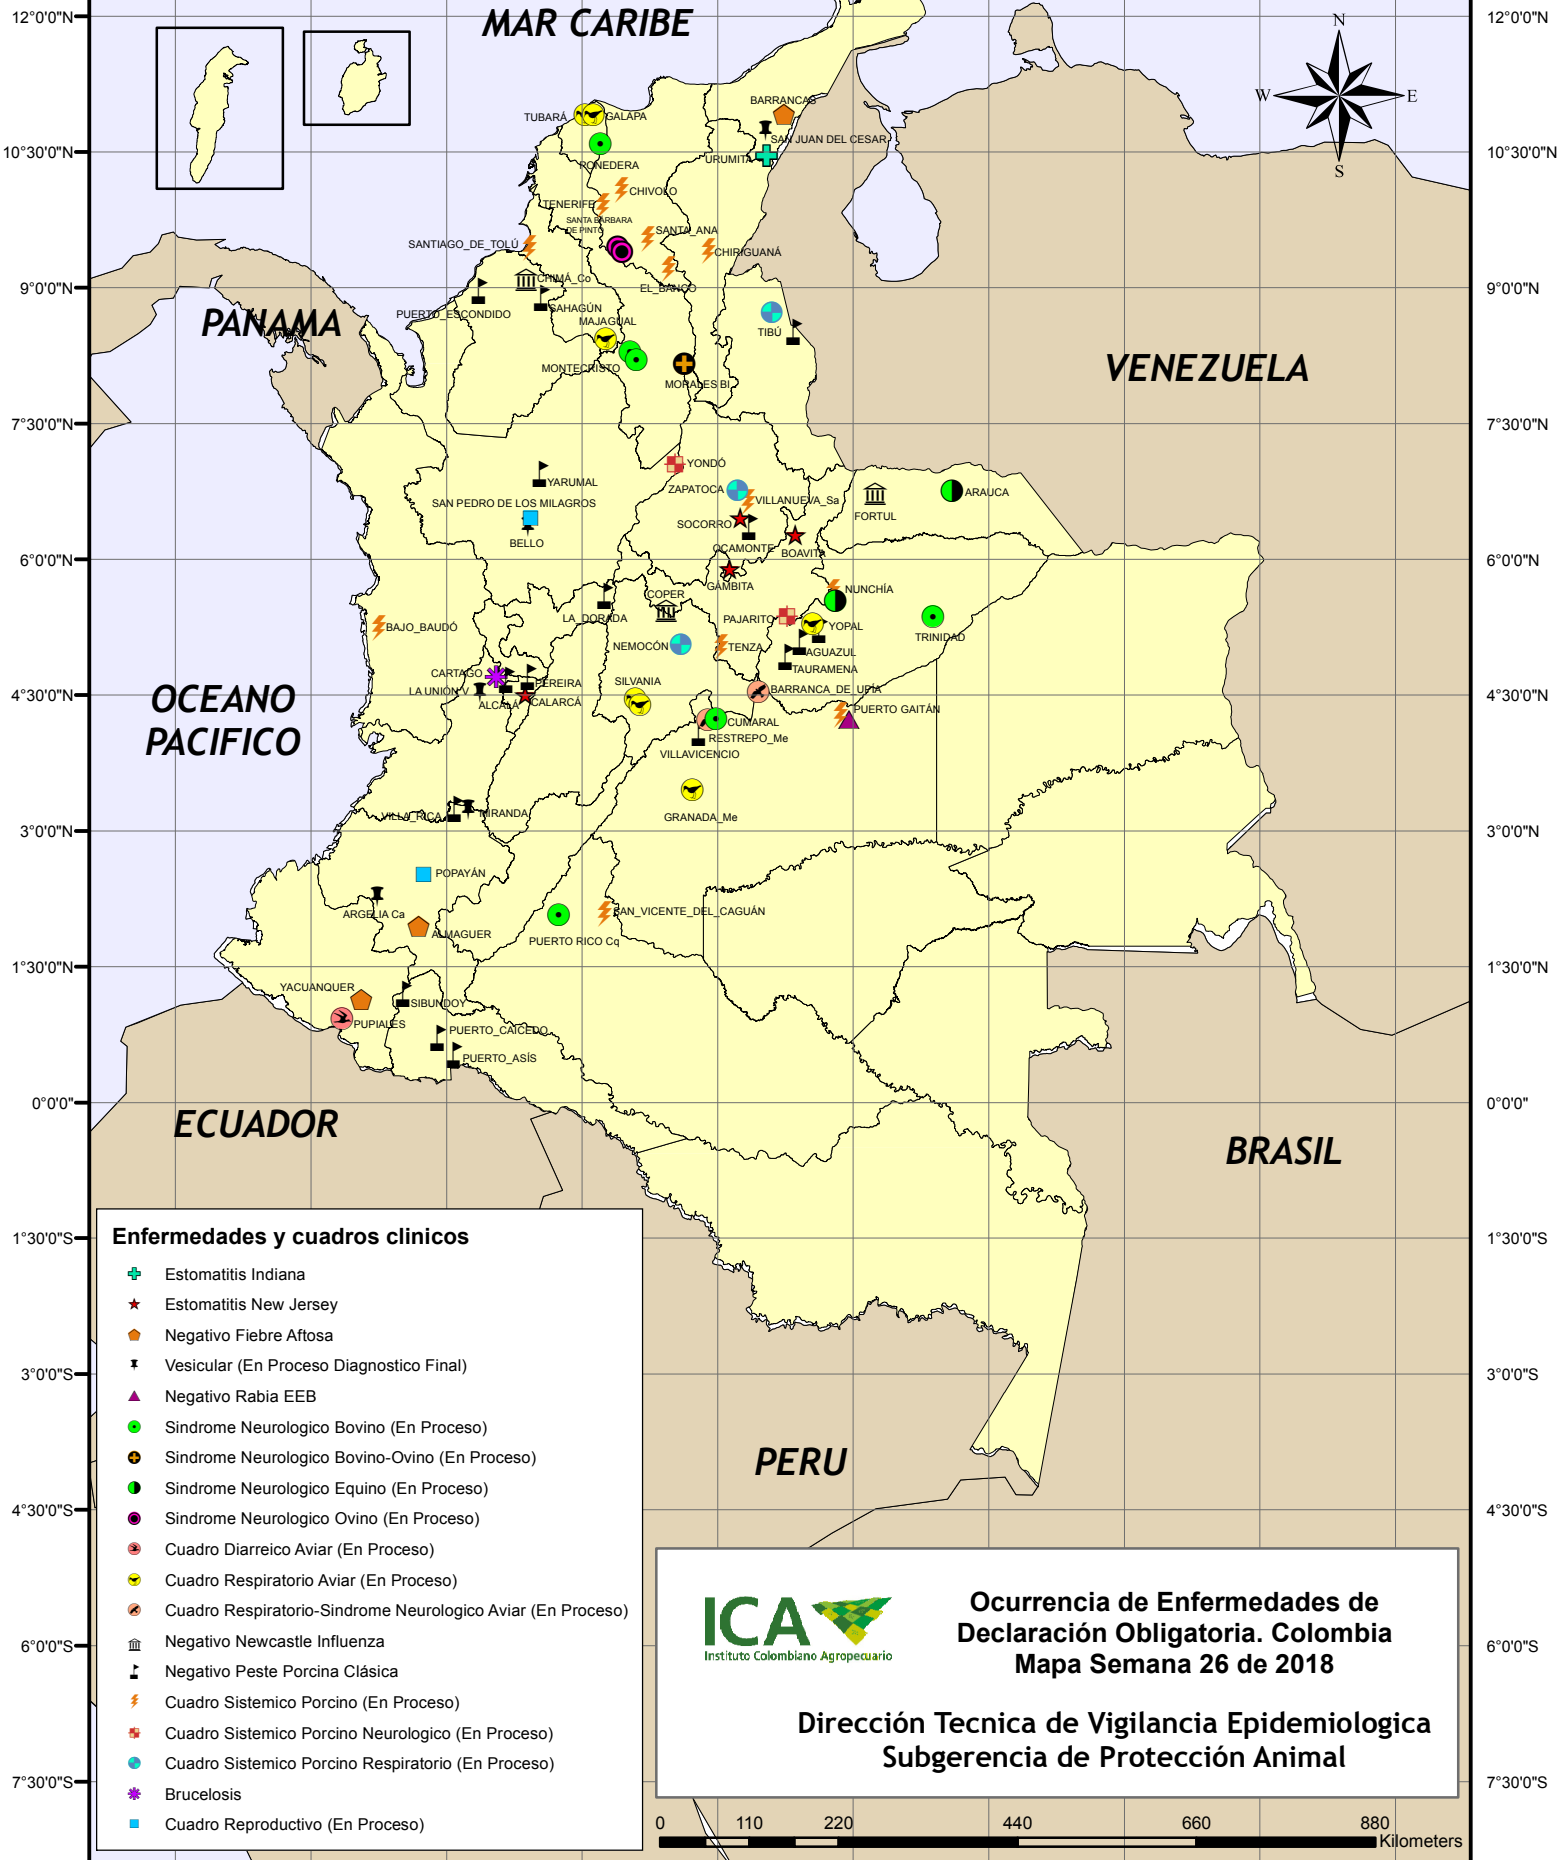 MAR CARIBE
12°0'0"N
12°0'0"N
N
W
E
S
BARRANCAS
TUBARÁ
GALAPA
SAN JUAN DEL CESAR
10°30'0"N
10°30'0"N
URUMITA
PONEDERA
CHIVOLO
TENERIFE
SANTA BARBARA
DE PINTO
SANTA_ANA
SANTIAGO_DE_TOLÚ
CHIRIGUANÁ
CHIMÁ_Co
EL_BANCO
9°0'0"N
9°0'0"N
PUERTO_ESCONDIDO
SAHAGÚN
PANAMA
MAJAGUAL
TIBÚ
MONTECRISTO
MORALES Bl
VENEZUELA
7°30'0"N
7°30'0"N
YONDÓ
YARUMAL
ZAPATOCA
VILLANUEVA_Sa
ARAUCA
SAN PEDRO DE LOS MILAGROS
FORTUL
SOCORRO
BELLO
OCAMONTE
BOAVITA
6°0'0"N
6°0'0"N
GÁMBITA
NUNCHÍA
COPER
LA_DORADA
PAJARITO
BAJO_BAUDÓ
YOPAL
TRINIDAD
NEMOCÓN
TENZA
AGUAZUL
TAURAMENA
CARTAGO
PEREIRA
SILVANIA
BARRANCA_DE_UPÍA
LA UNION V
4°30'0"N
4°30'0"N
ALCALÁ
CALARCÁ
PUERTO GAITÁN
OCEANO
PACIFICO
CUMARAL
RESTREPO_Me
VILLAVICENCIO
VILLA_RICA
MIRANDA
GRANADA_Me
3°0'0"N
3°0'0"N
POPAYÁN
ARGELIA Ca
SAN_VICENTE_DEL_CAGUÁN
ALMAGUER
PUERTO RICO Cq
1°30'0"N
1°30'0"N
YACUANQUER
SIBUNDOY
PUPIALES
PUERTO_CAICEDO
PUERTO_ASÍS
0°0'0"
0°0'0"
ECUADOR
BRASIL
1°30'0"S
1°30'0"S
3°0'0"S
3°0'0"S
PERU
4°30'0"S
4°30'0"S
6°0'0"S
6°0'0"S
7°30'0"S
7°30'0"S
Enfermedades y cuadros clinicos
Estomatitis Indiana
Estomatitis New Jersey
Negativo Fiebre Aftosa
Vesicular (En Proceso Diagnostico Final)
Negativo Rabia EEB
Sindrome Neurologico Bovino (En Proceso)
Sindrome Neurologico Bovino-Ovino (En Proceso)
Sindrome Neurologico Equino (En Proceso)
Sindrome Neurologico Ovino (En Proceso)
Cuadro Diarreico Aviar (En Proceso)
Cuadro Respiratorio Aviar (En Proceso)
Cuadro Respiratorio-Sindrome Neurologico Aviar (En Proceso)
Negativo Newcastle Influenza
Negativo Peste Porcina Clásica
Cuadro Sistemico Porcino (En Proceso)
Cuadro Sistemico Porcino Neurologico (En Proceso)
Cuadro Sistemico Porcino Respiratorio (En Proceso)
Brucelosis
Cuadro Reproductivo (En Proceso)
ICA
Instituto Colombiano Agropecuario
Ocurrencia de Enfermedades de
Declaración Obligatoria. Colombia
Mapa Semana 26 de 2018
Dirección Tecnica de Vigilancia Epidemiologica
Subgerencia de Protección Animal
0 110 220 440 660 880
Kilometers